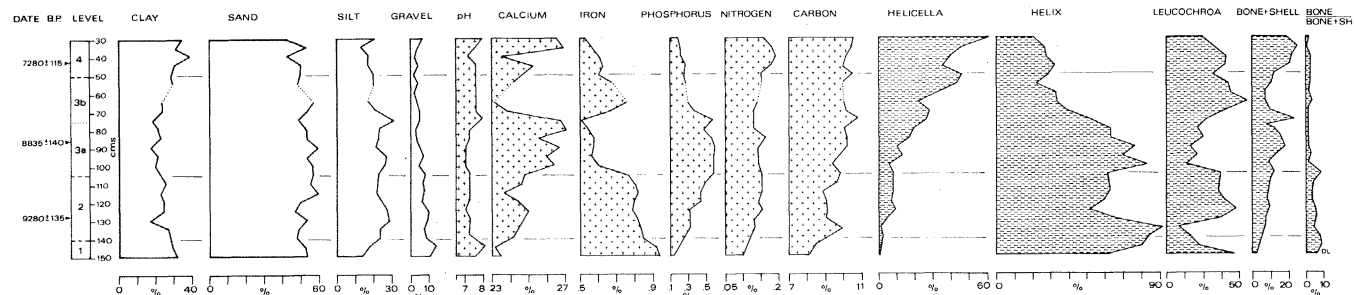 DATE B.P. LEVEL CLAY SAND SILT GRAVEL pH CALCIUM IRON PHOSPHORUS NITROGEN CARBON HELICELLA HELIX LEUCOCHROA BONE+SHELL BONE
BONE+SH
7280±115
8835±140
9280±135
4
3b
3a
2
1
30
40
50
60
70
80
90
100
110
120
130
140
150
cms
DL
0 40 0 60 0 30 0 10 7 8 23 27 .5 .9 .1 .3 .5 .05 .2 7 11 0 60 0 90 0 50 0 20 0 10
% % % % % % % % % % % % % %